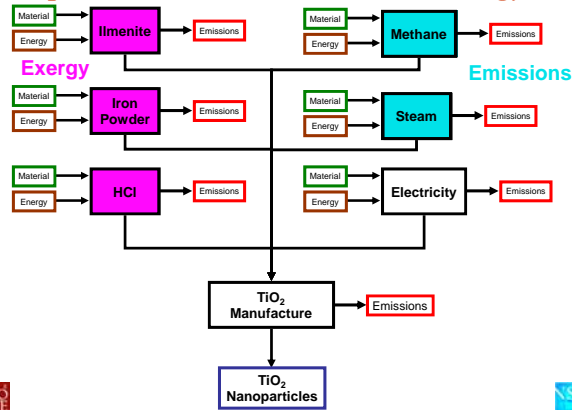 Material
Ilmenite
Emissions
Energy
Material
Methane
Emissions
Energy
Exergy
Emissions
Material
Iron
Powder
Emissions
Energy
Material
Steam
Emissions
Energy
Material
HCl
Emissions
Energy
Material
Electricity
Emissions
Energy
TiO2
Manufacture
Emissions
TiO2
Nanoparticles